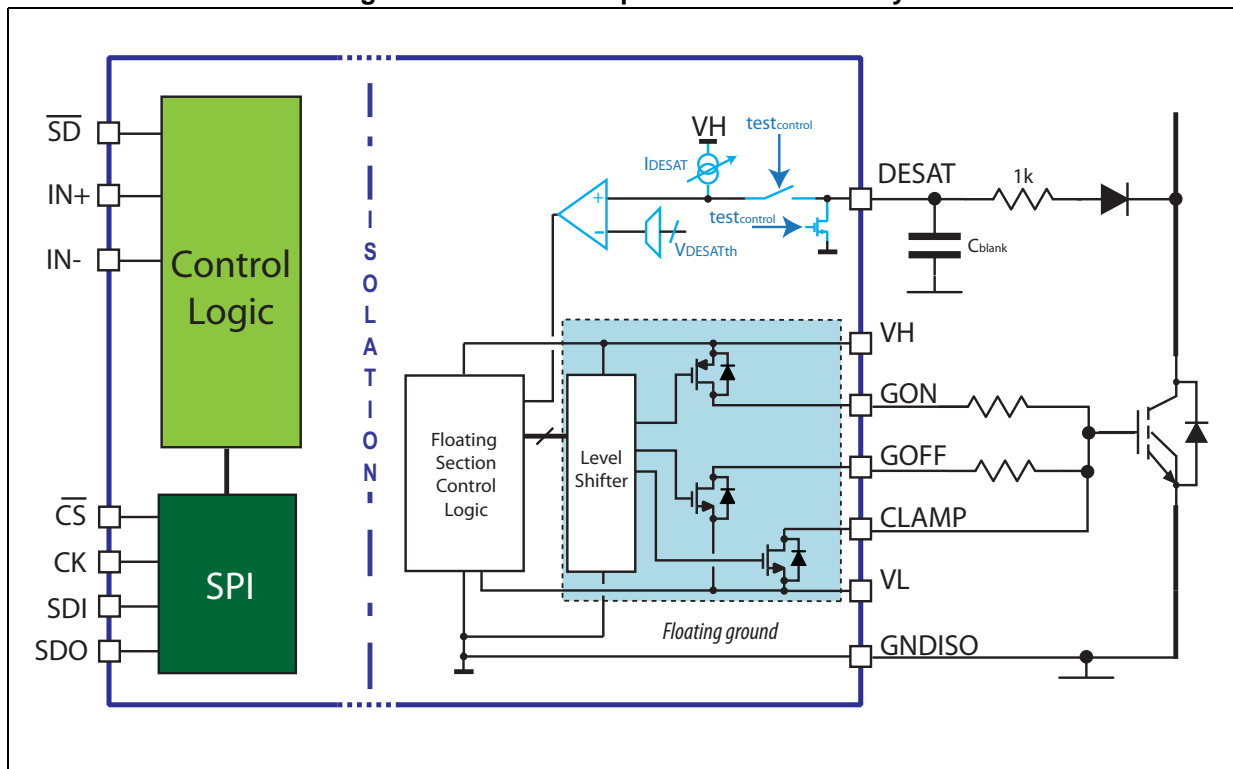 SD
IN+
IN-
Control
Logic
CS
CK
SDI
SDO
SPI
ISOLATION
VH
testcontrol
IDESAT
testcontrol
VDESATth
DESAT
1k
Cblank
VH
GON
GOFF
CLAMP
VL
GNDISO
Floating
Section
Control
Logic
Level
Shifter
Floating ground